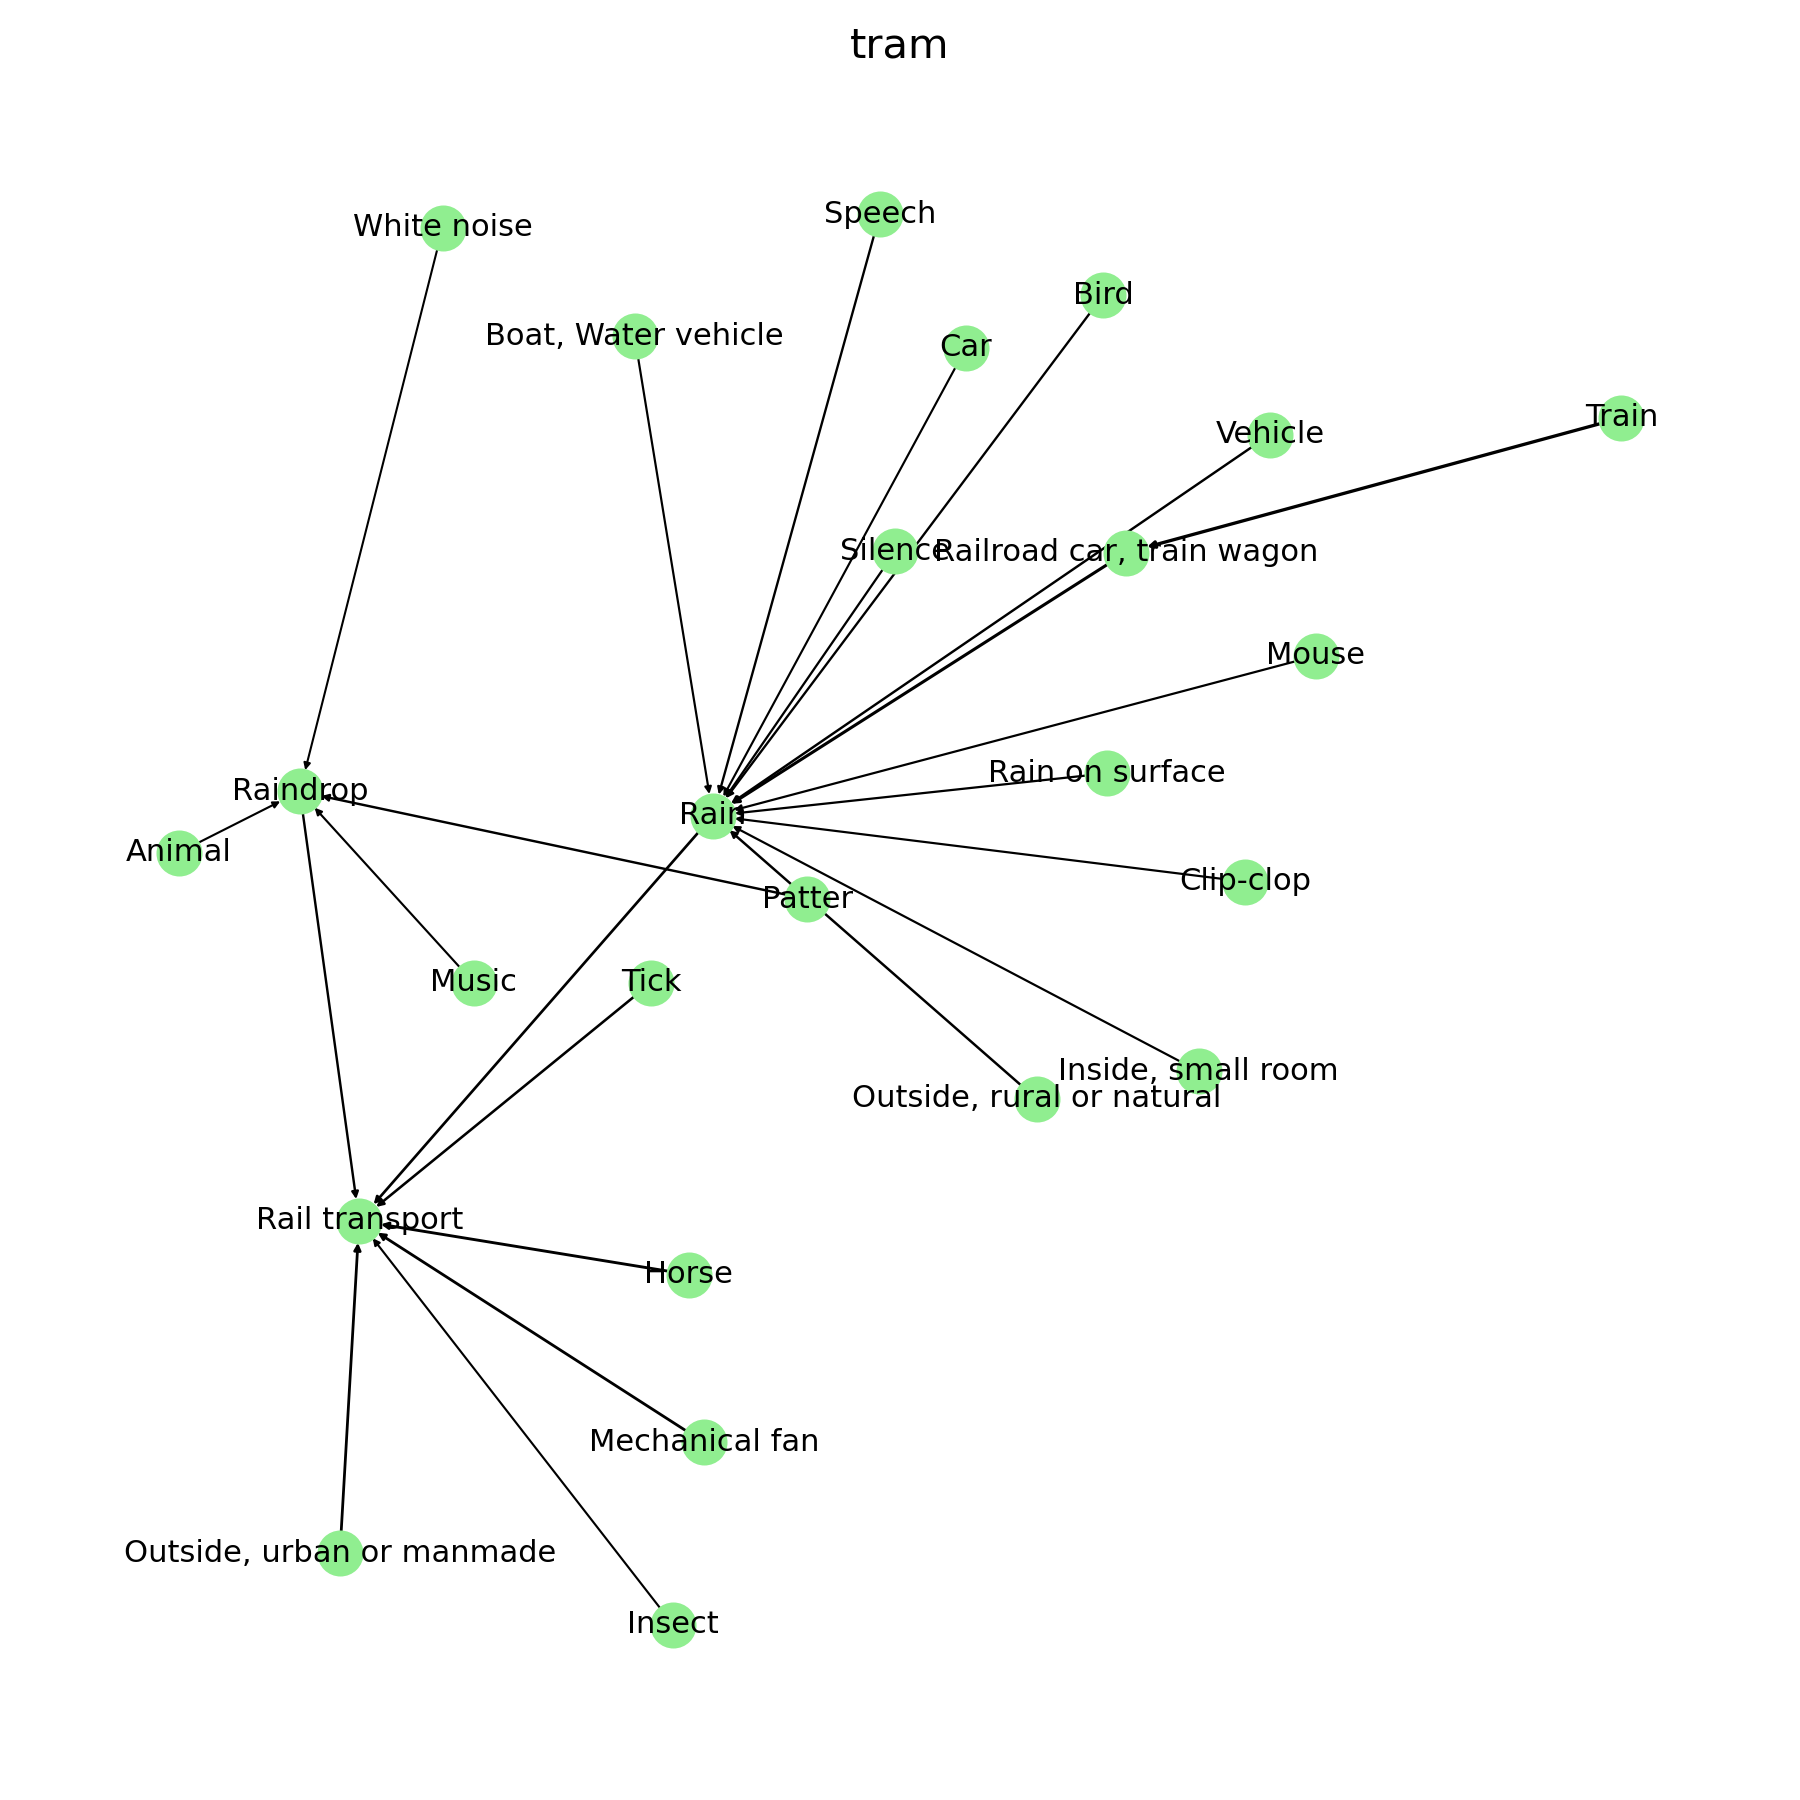 tram
White noise
Speech
Bird
Boat, Water vehicle
Car
Train
Vehicle
Silence
Railroad car, train wagon
Mouse
Rain on surface
Raindrop
Rain
Animal
Clip-clop
Patter
Music
Tick
Inside, small room
Outside, rural or natural
Rail transport
Horse
Mechanical fan
Outside, urban or manmade
Insect